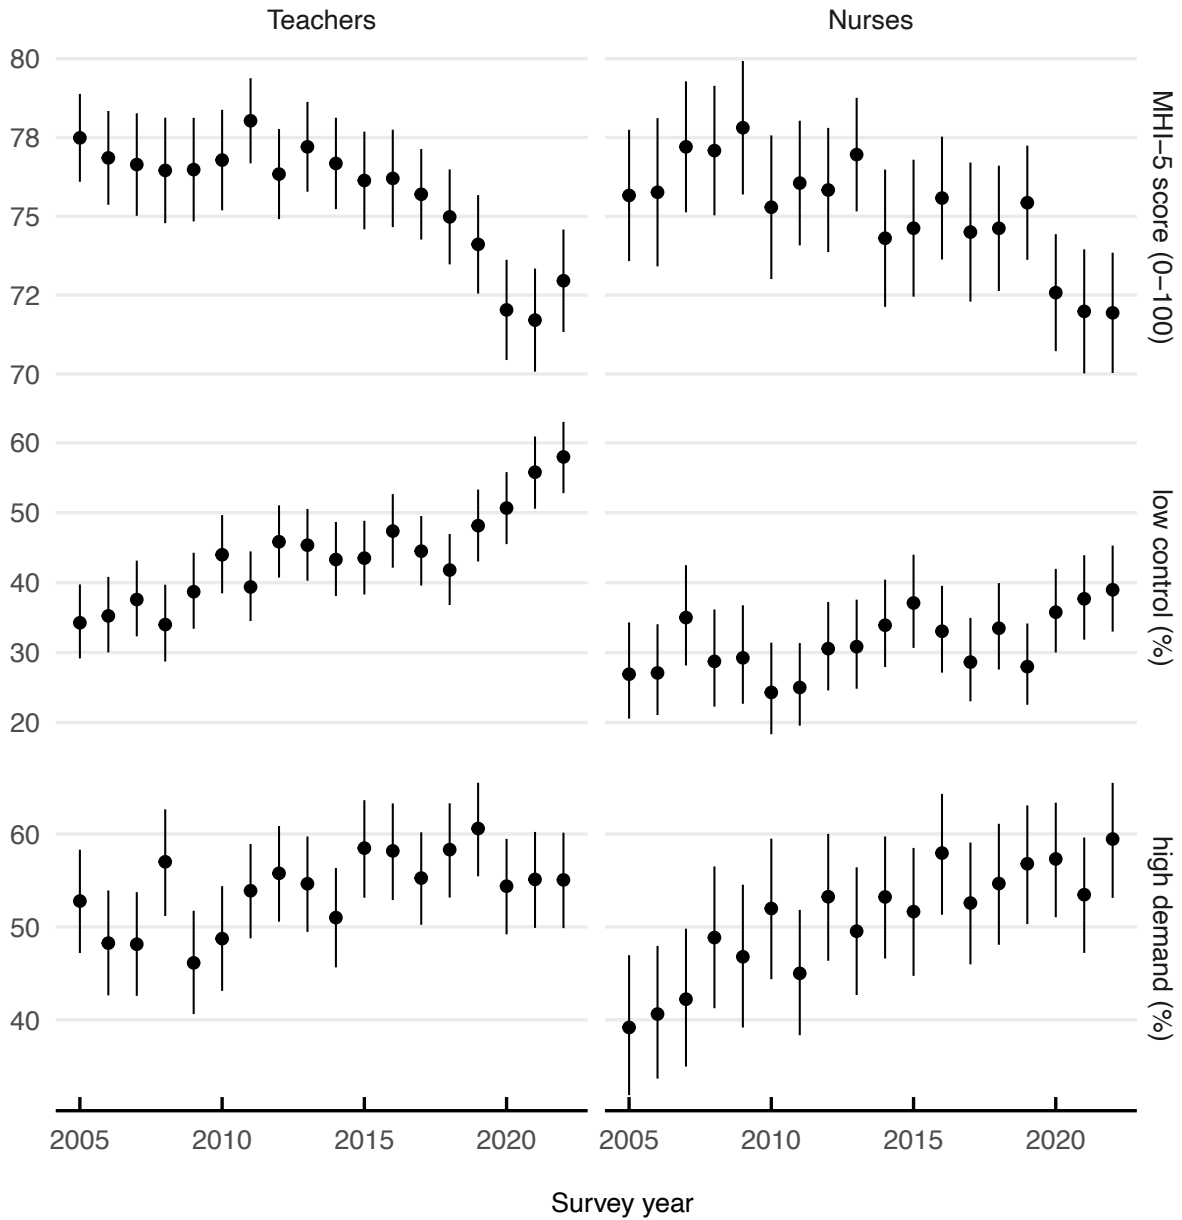 Teachers Nurses
80
78
75
72
70
MHI–5 score (0–100)
60
50
40
30
20
low control (%)
60
50
40
high demand (%)
2005 2010 2015 2020 2005 2010 2015 2020
Survey year